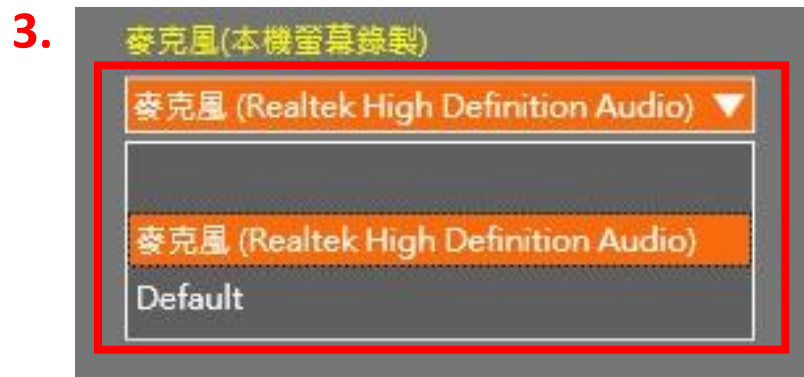 3.
麥克風(本機螢幕錄製)
麥克風 (Realtek High Definition Audio) ▼
麥克風 (Realtek High Definition Audio)
Default